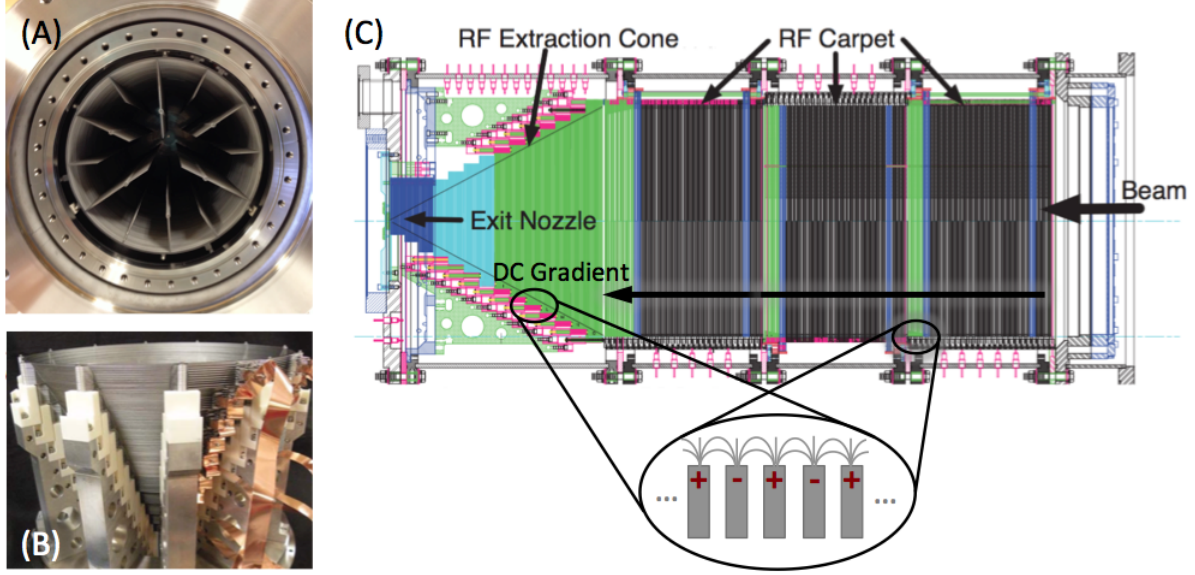 (A)
(B)
(C)
RF Extraction Cone
RF Carpet
Beam
Exit Nozzle
DC Gradient
... + - + - + ...